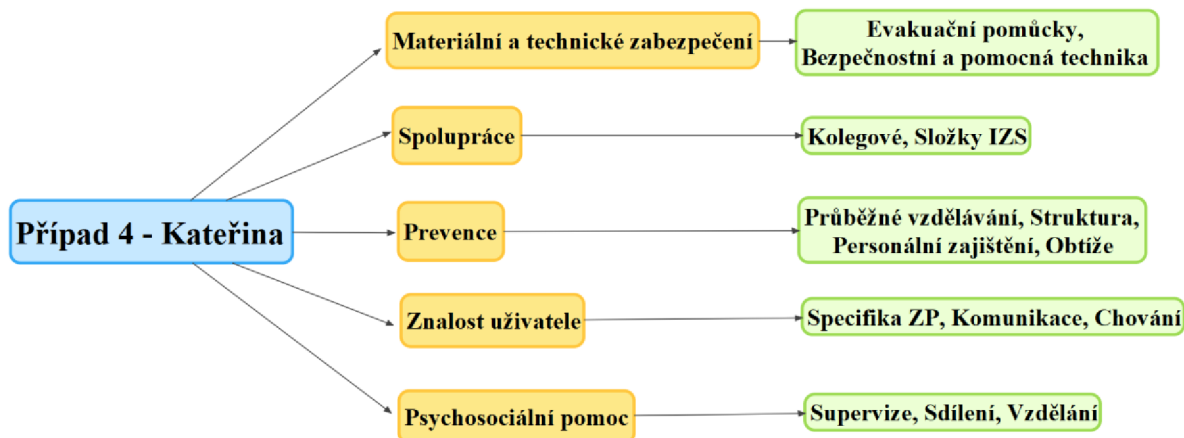 Případ 4 - Kateřina
Materiální a technické zabezpečení
Evakuační pomůcky,
Bezpečnostní a pomocná technika
Spolupráce
Kolegové, Složky IZS
Prevence
Průběžné vzdělávání, Struktura,
Personální zajištění, Obtíže
Znalost uživatele
Specifika ZP, Komunikace, Chování
Psychosociální pomoc
Supervize, Sdílení, Vzdělání